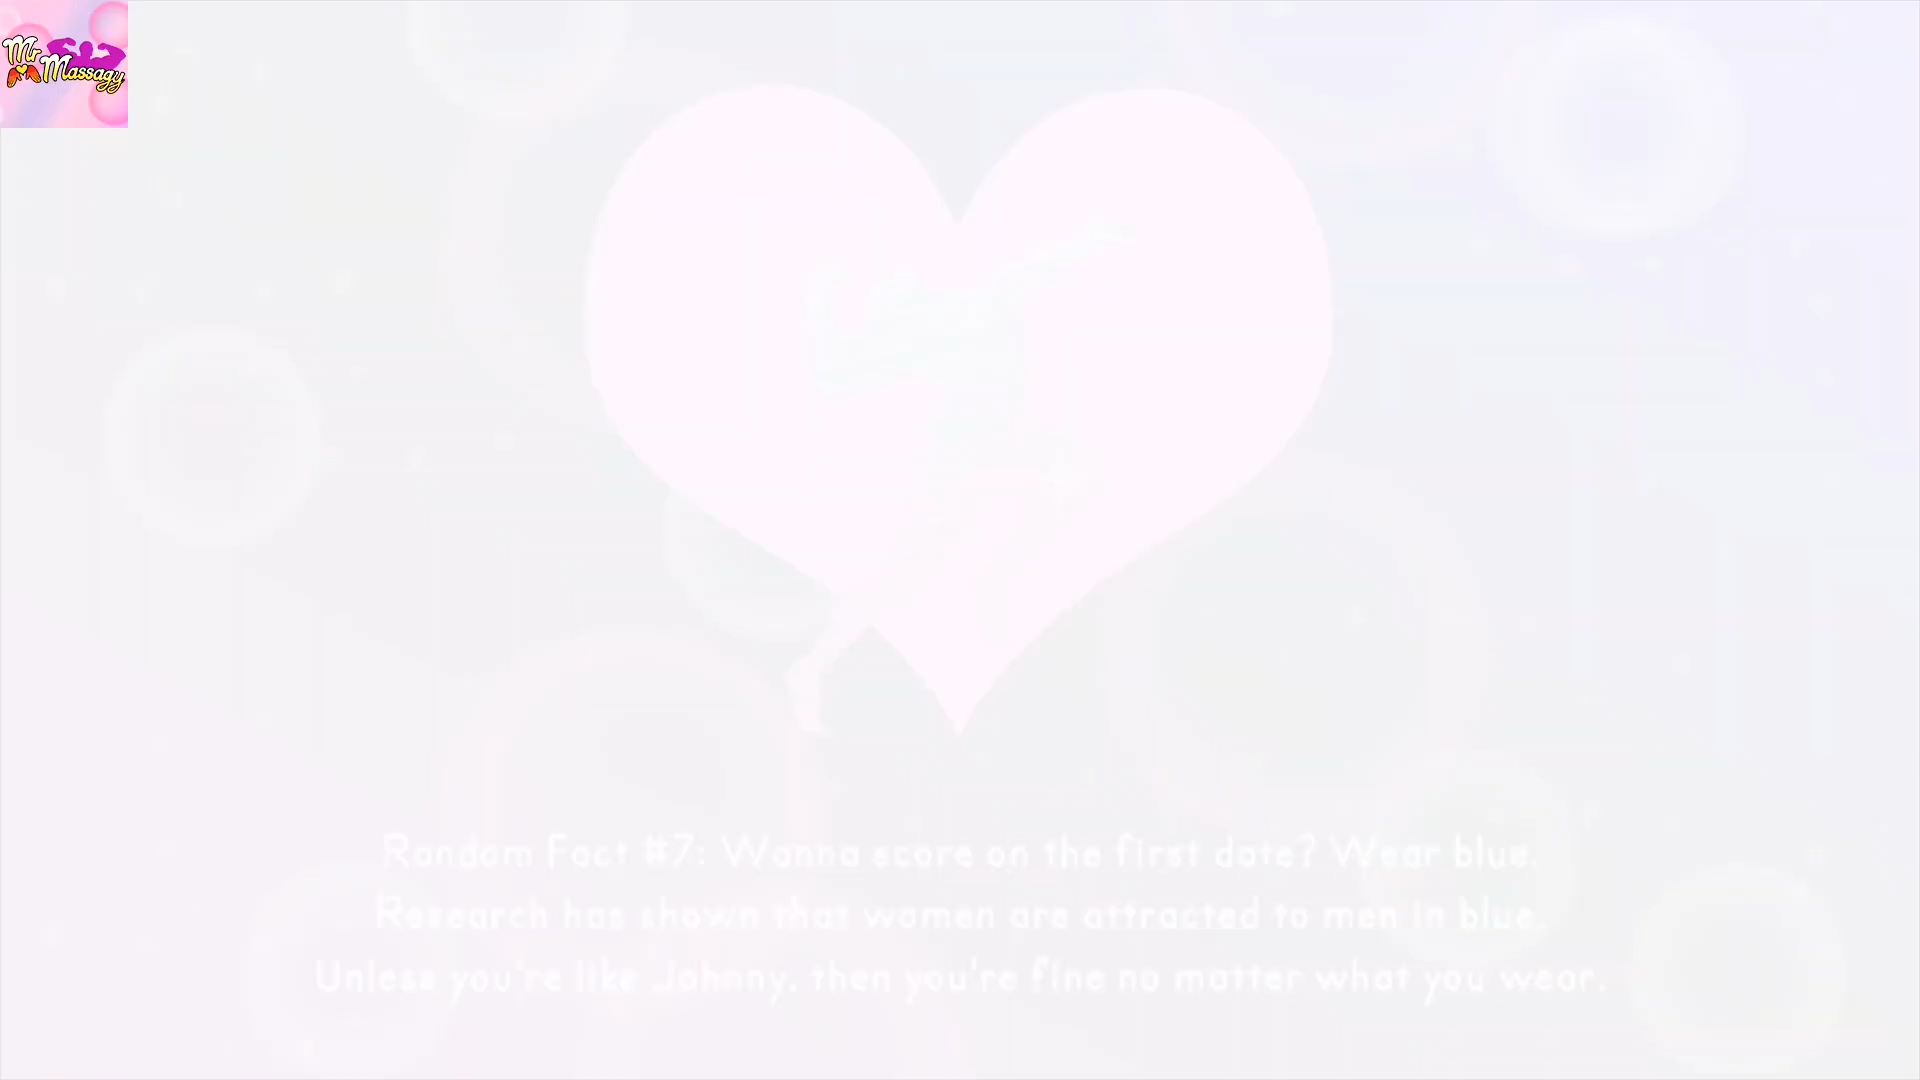 Mr
Massagy
Random Fact #7: Wanna score on the first date? Wear blue.
Research has shown that women are attracted to men in blue.
Unless you're like Johnny, then you're fine no matter what you wear.